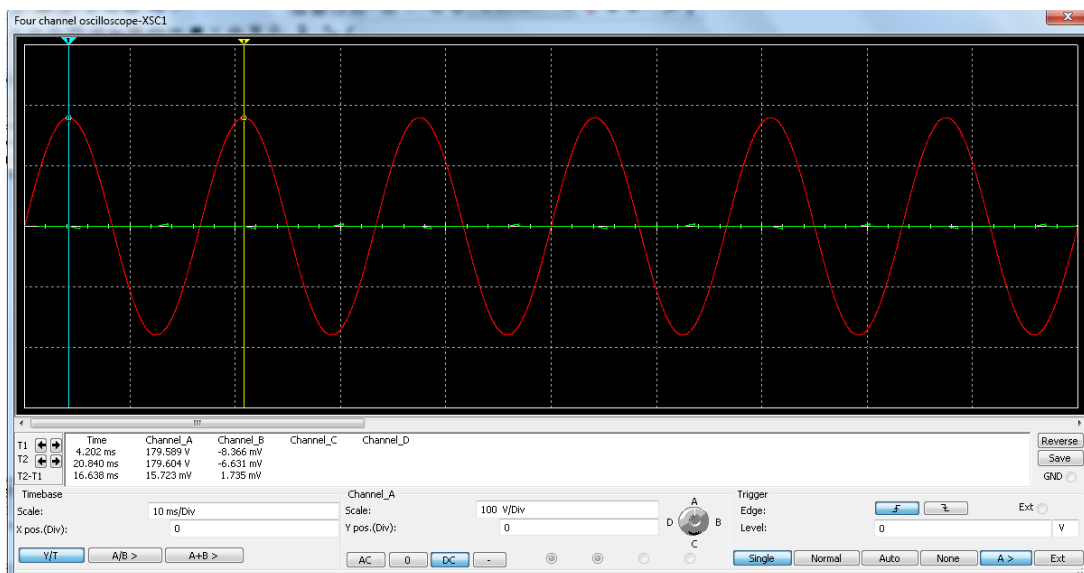 Four channel oscilloscope-XSC1
Time Channel_A Channel_B Channel_C Channel_D
T1 4.202 ms 179.589 V -8.366 mV
T2 20.840 ms 179.604 V -6.631 mV
T2-T1 16.638 ms 15.723 mV 1.735 mV
Reverse
Save
GND
Timebase
Scale: 10 ms/Div
X pos.(Div): 0
Y/T A/B > A+B >
Channel_A
Scale: 100 V/Div
Y pos.(Div): 0
AC 0 DC -
A
D B
C
Trigger
Edge: Ext
Level: 0 V
Single Normal Auto None A > Ext